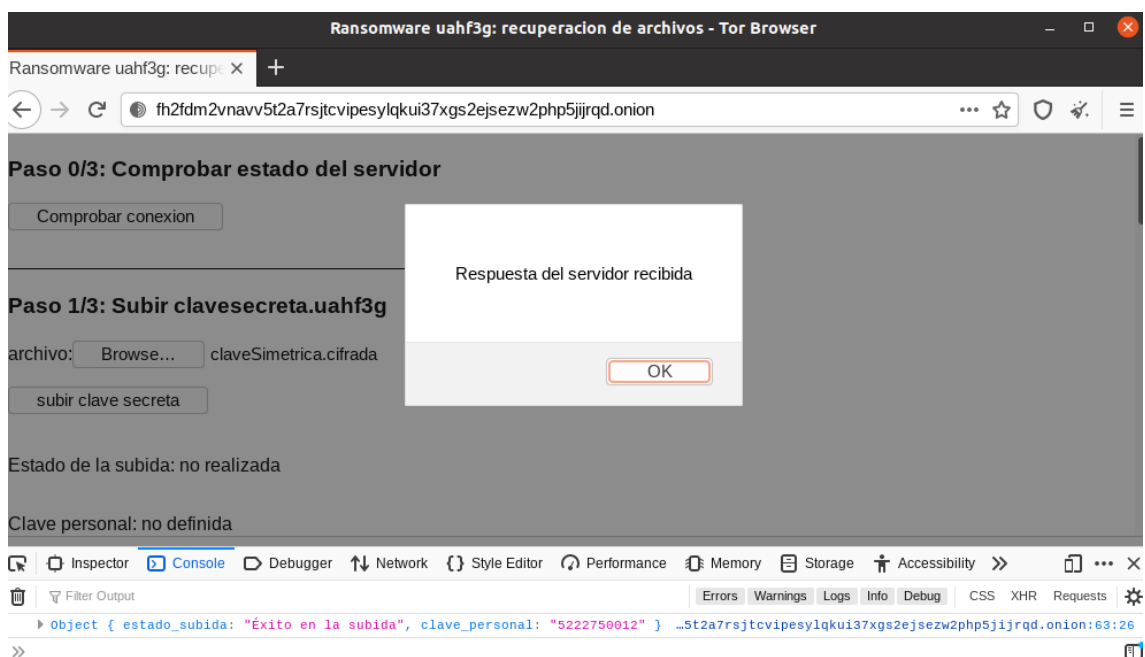 Ransomware uahf3g: recuperacion de archivos - Tor Browser
Ransomware uahf3g: recupe
fh2fdm2vnavv5t2a7rsjtcvipesylqkui37xgs2ejsezw2php5jijrqd.onion
Paso 0/3: Comprobar estado del servidor
Comprobar conexion
Respuesta del servidor recibida
OK
Paso 1/3: Subir clavesecreta.uahf3g
archivo: Browse... claveSimetrica.cifrada
subir clave secreta
Estado de la subida: no realizada
Clave personal: no definida
Inspector Console Debugger Network Style Editor Performance Memory Storage Accessibility
Filter Output Errors Warnings Logs Info Debug CSS XHR Requests
Object { estado_subida: "Éxito en la subida", clave_personal: "5222750012" } …5t2a7rsjtcvipesylqkui37xgs2ejsezw2php5jijrqd.onion:63:26